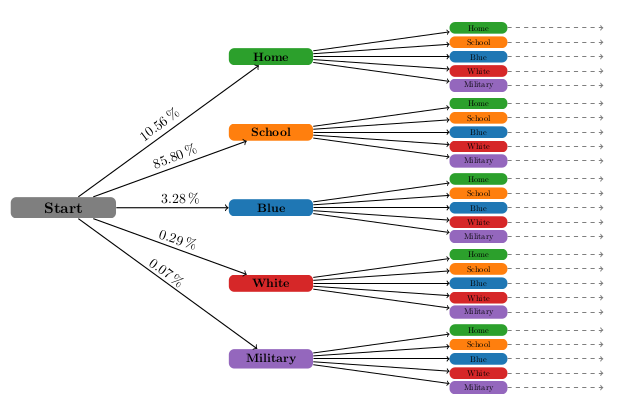 Home
School
Blue
White
Military
Home
10.56 %
Home
School
Blue
White
Military
School
85.80 %
Home
School
Blue
White
Military
Start
3.28 %
Blue
0.29 %
Home
School
Blue
White
Military
White
0.07 %
Home
School
Blue
White
Military
Military